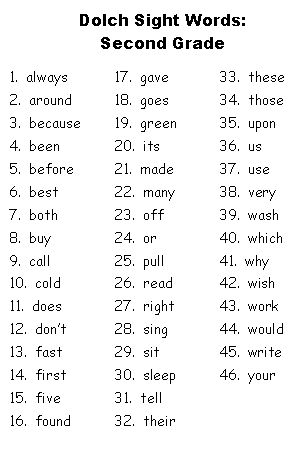 Dolch Sight Words:
Second Grade
1. always
2. around
3. because
4. been
5. before
6. best
7. both
8. buy
9. call
10. cold
11. does
12. don't
13. fast
14. first
15. five
16. found
17. gave
18. goes
19. green
20. its
21. made
22. many
23. off
24. or
25. pull
26. read
27. right
28. sing
29. sit
30. sleep
31. tell
32. their
33. these
34. those
35. upon
36. us
37. use
38. very
39. wash
40. which
41. why
42. wish
43. work
44. would
45. write
46. your